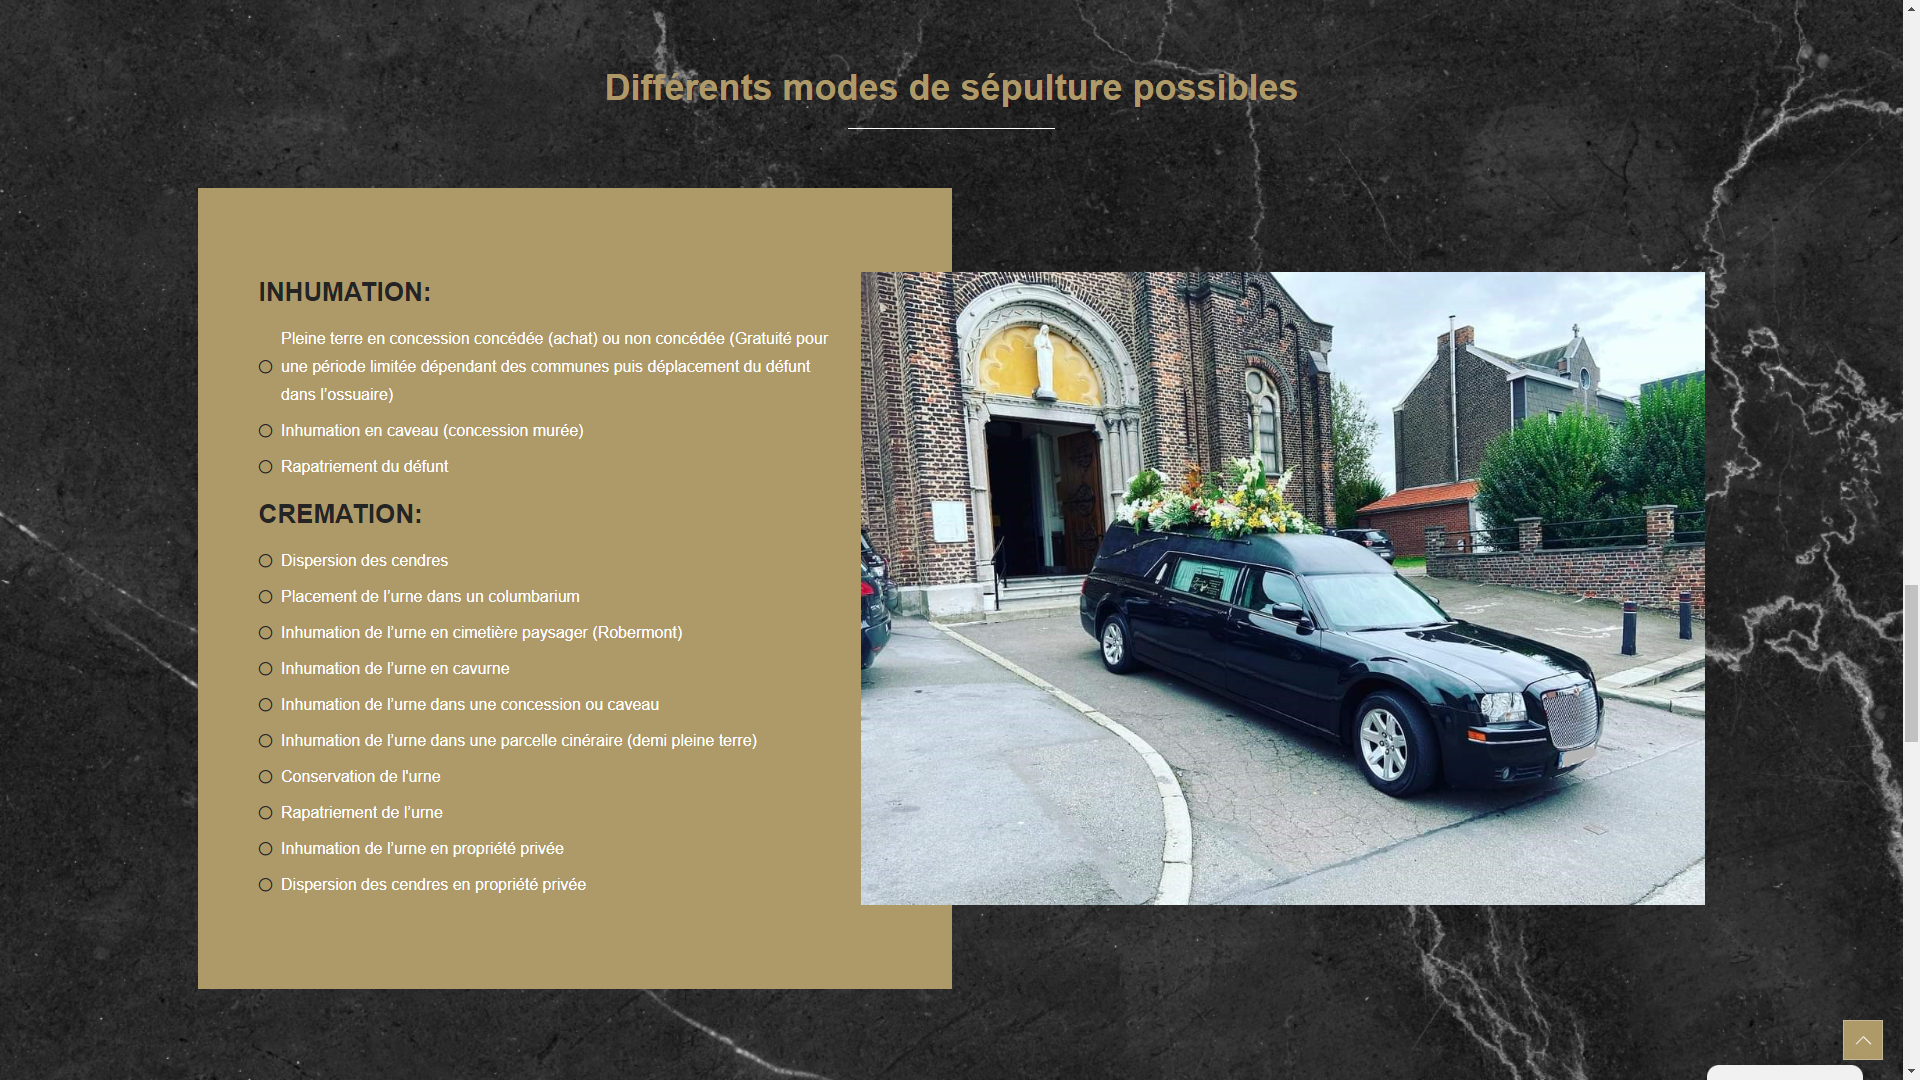 Différents modes de sépulture possibles
INHUMATION:
Pleine terre en concession concédée (achat) ou non concédée (Gratuité pour
une période limitée dépendant des communes puis déplacement du défunt
dans l’ossuaire)
Inhumation en caveau (concession murée)
Rapatriement du défunt
CREMATION:
Dispersion des cendres
Placement de l’urne dans un columbarium
Inhumation de l’urne en cimetière paysager (Robermont)
Inhumation de l’urne en cavurne
Inhumation de l’urne dans une concession ou caveau
Inhumation de l’urne dans une parcelle cinéraire (demi pleine terre)
Conservation de l'urne
Rapatriement de l’urne
Inhumation de l’urne en propriété privée
Dispersion des cendres en propriété privée